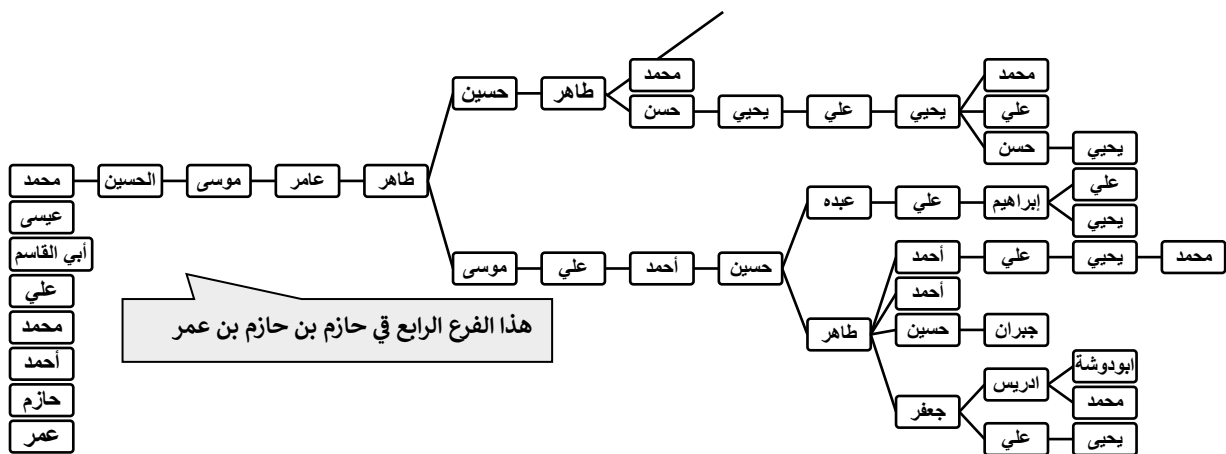 محمد
محمد
حسين
طاهر
حسن
يحيي
علي
يحيي
علي
حسن
يحيي
محمد
الحسين
موسى
عامر
طاهر
علي
عبده
علي
إبراهيم
عيسى
يحيي
أبي القاسم
موسى
علي
أحمد
حسين
أحمد
علي
يحيي
محمد
علي
أحمد
هذا الفرع الرابع في حازم بن حازم بن عمر
محمد
طاهر
حسين
جبران
أحمد
ابودوشة
ادريس
حازم
محمد
جعفر
عمر
علي
يحيى